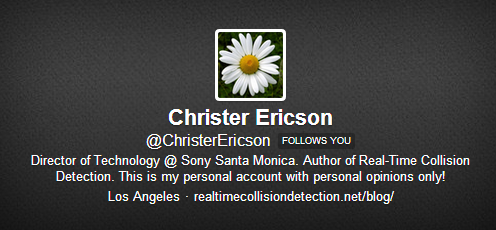 Christer Ericson
@ChristerEricson FOLLOWS YOU
Director of Technology @ Sony Santa Monica. Author of Real-Time Collision
Detection. This is my personal account with personal opinions only!
Los Angeles · realtimecollisiondetection.net/blog/